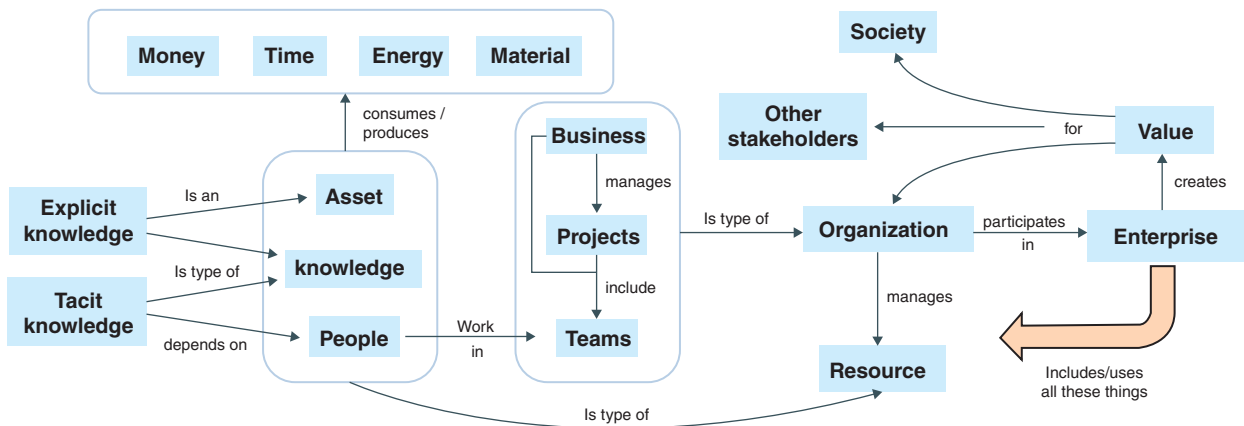 Money
Time
Energy
Material
Society
consumes /
produces
Other
stakeholders
for
Value
Business
manages
creates
Asset
Is an
Explicit
knowledge
Projects
Is type of
Organization
participates
in
Enterprise
knowledge
Is type of
include
manages
Tacit
knowledge
depends on
People
Work
in
Teams
Resource
Includes/uses
all these things
Is type of